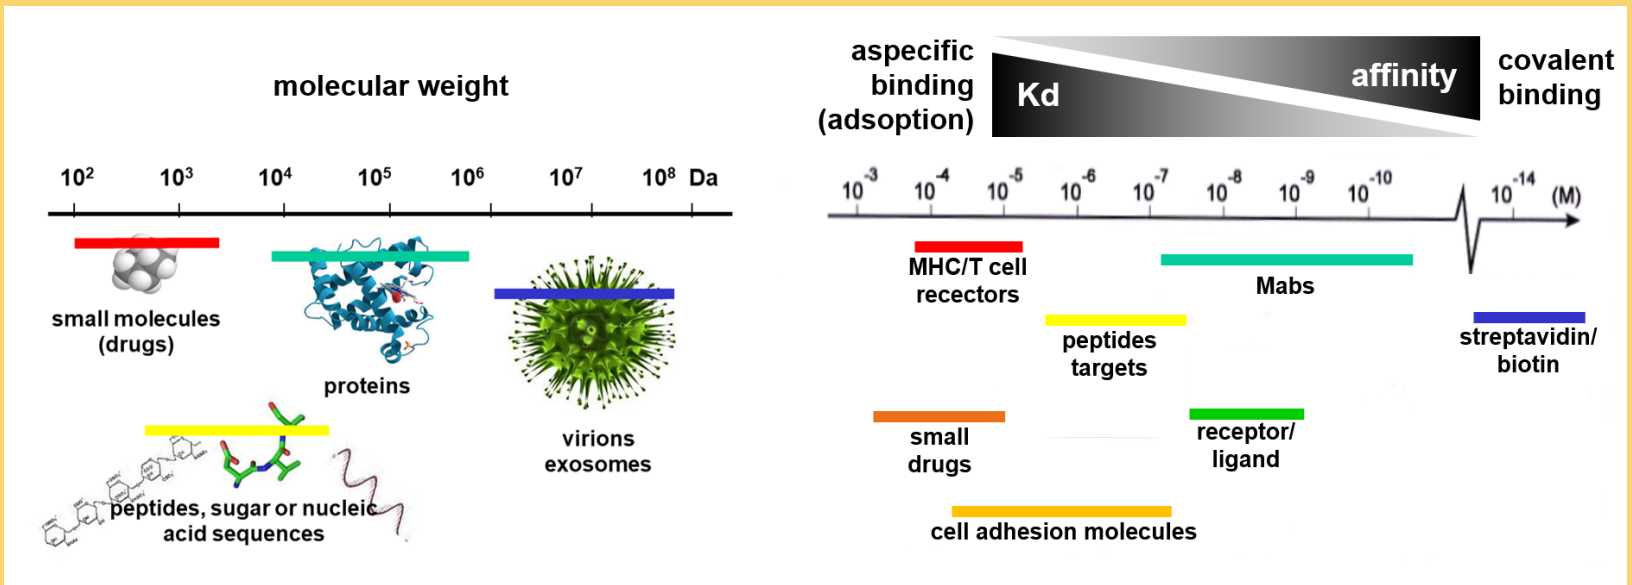 molecular weight
10² 10³ 10⁴ 10⁵ 10⁶ 10⁷ 10⁸ Da
small molecules
(drugs)
proteins
virions
exosomes
peptides, sugar or nucleic
acid sequences
aspecific
binding
(adsoption)
Kd
affinity
covalent
binding
10⁻³ 10⁻⁴ 10⁻⁵ 10⁻⁶ 10⁻⁷ 10⁻⁸ 10⁻⁹ 10⁻¹⁰ 10⁻¹⁴ (M)
MHC/T cell
recectors
Mabs
peptides
targets
streptavidin/
biotin
small
drugs
receptor/
ligand
cell adhesion molecules